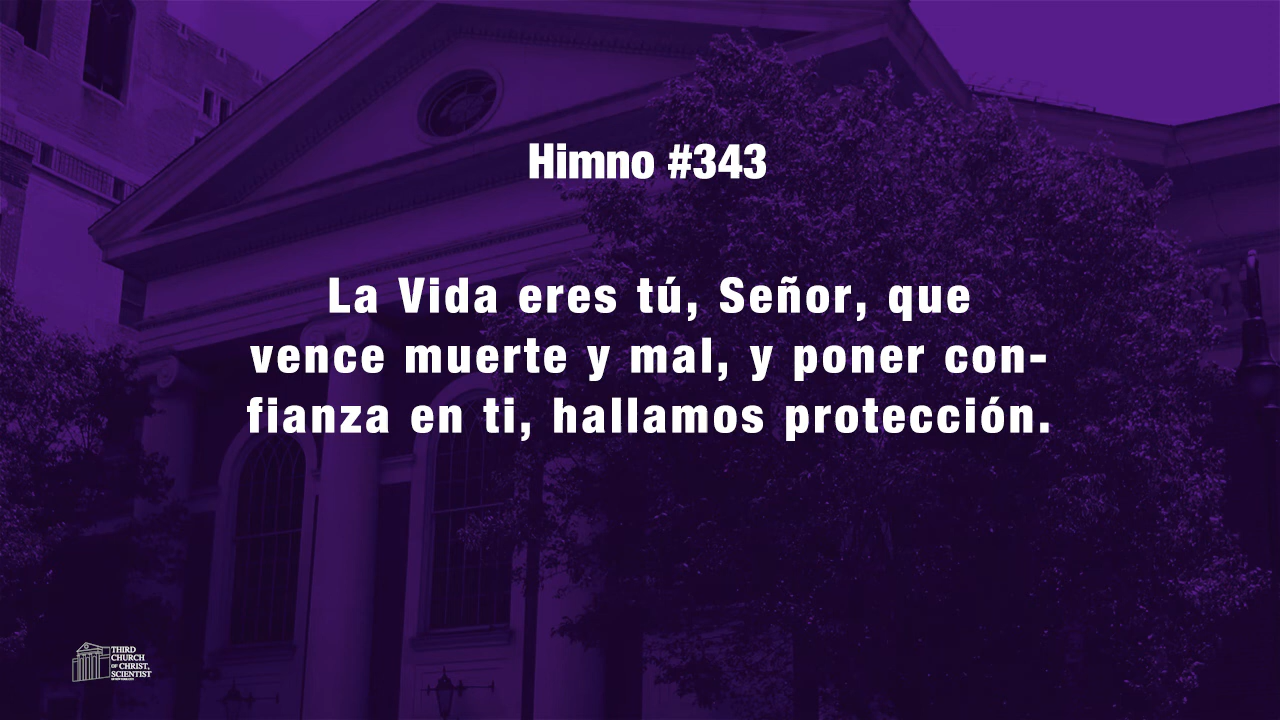 Himno #343
La Vida eres tú, Señor, que
vence muerte y mal, y poner con-
fianza en ti, hallamos protección.
THIRD
CHURCH
OF CHRIST,
SCIENTIST